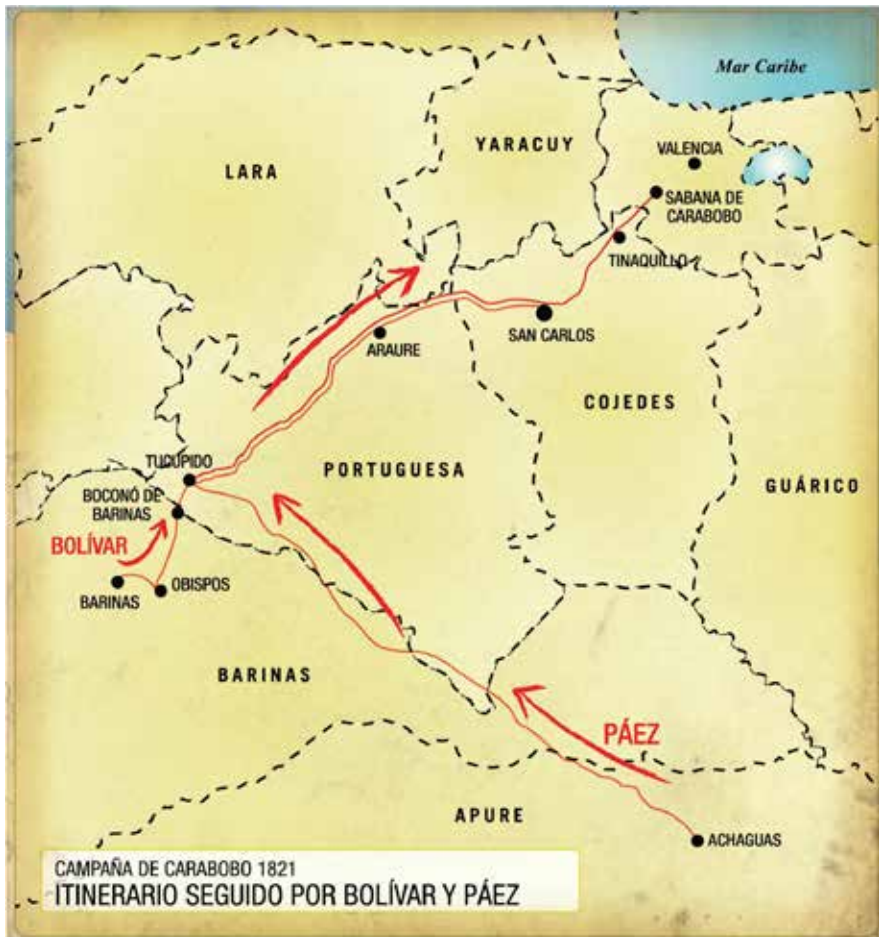 Mar Caribe
YARACUY
VALENCIA
LARA
SABANA DE
CARABOBO
TINAQUILLO
ARAURE
SAN CARLOS
COJEDES
TUCUPIDO
PORTUGUESA
GUÁRICO
BOCONÓ DE
BARINAS
BOLÍVAR
BARINAS
OBISPOS
BARINAS
PÁEZ
APURE
ACHAGUAS
CAMPAÑA DE CARABOBO 1821
ITINERARIO SEGUIDO POR BOLÍVAR Y PÁEZ